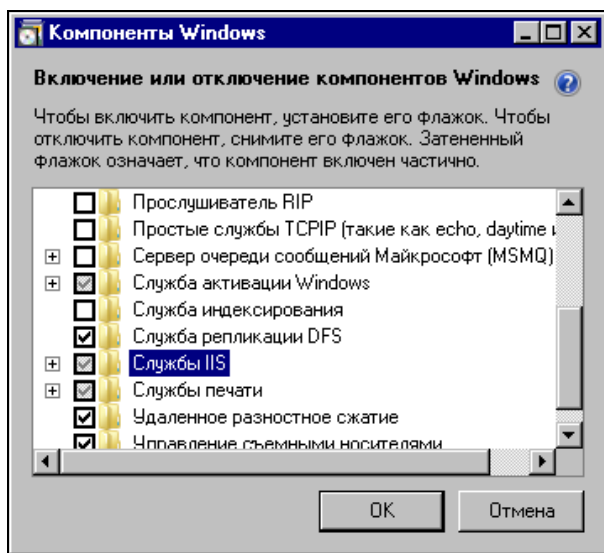 Компоненты Windows
Включение или отключение компонентов Windows
Чтобы включить компонент, установите его флажок. Чтобы
отключить компонент, снимите его флажок. Затененный
флажок означает, что компонент включен частично.
Прослушиватель RIP
Простые службы TCPIP (такие как echo, daytime и
Сервер очереди сообщений Майкрософт (MSMQ)
Служба активации Windows
Служба индексирования
Служба репликации DFS
Службы IIS
Службы печати
Удаленное разностное сжатие
Управление съемными носителями
OK
Отмена